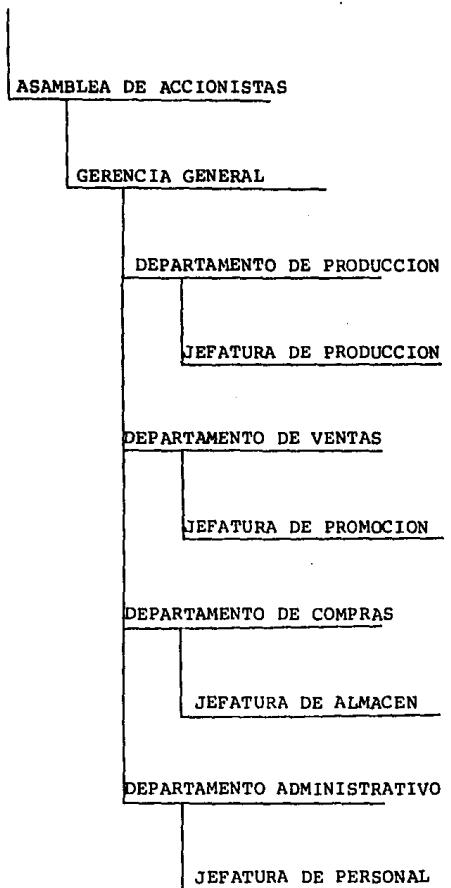 ASAMBLEA DE ACCIONISTAS
GERENCIA GENERAL
DEPARTAMENTO DE PRODUCCION
JEFATURA DE PRODUCCION
DEPARTAMENTO DE VENTAS
JEFATURA DE PROMOCION
DEPARTAMENTO DE COMPRAS
JEFATURA DE ALMACEN
DEPARTAMENTO ADMINISTRATIVO
JEFATURA DE PERSONAL